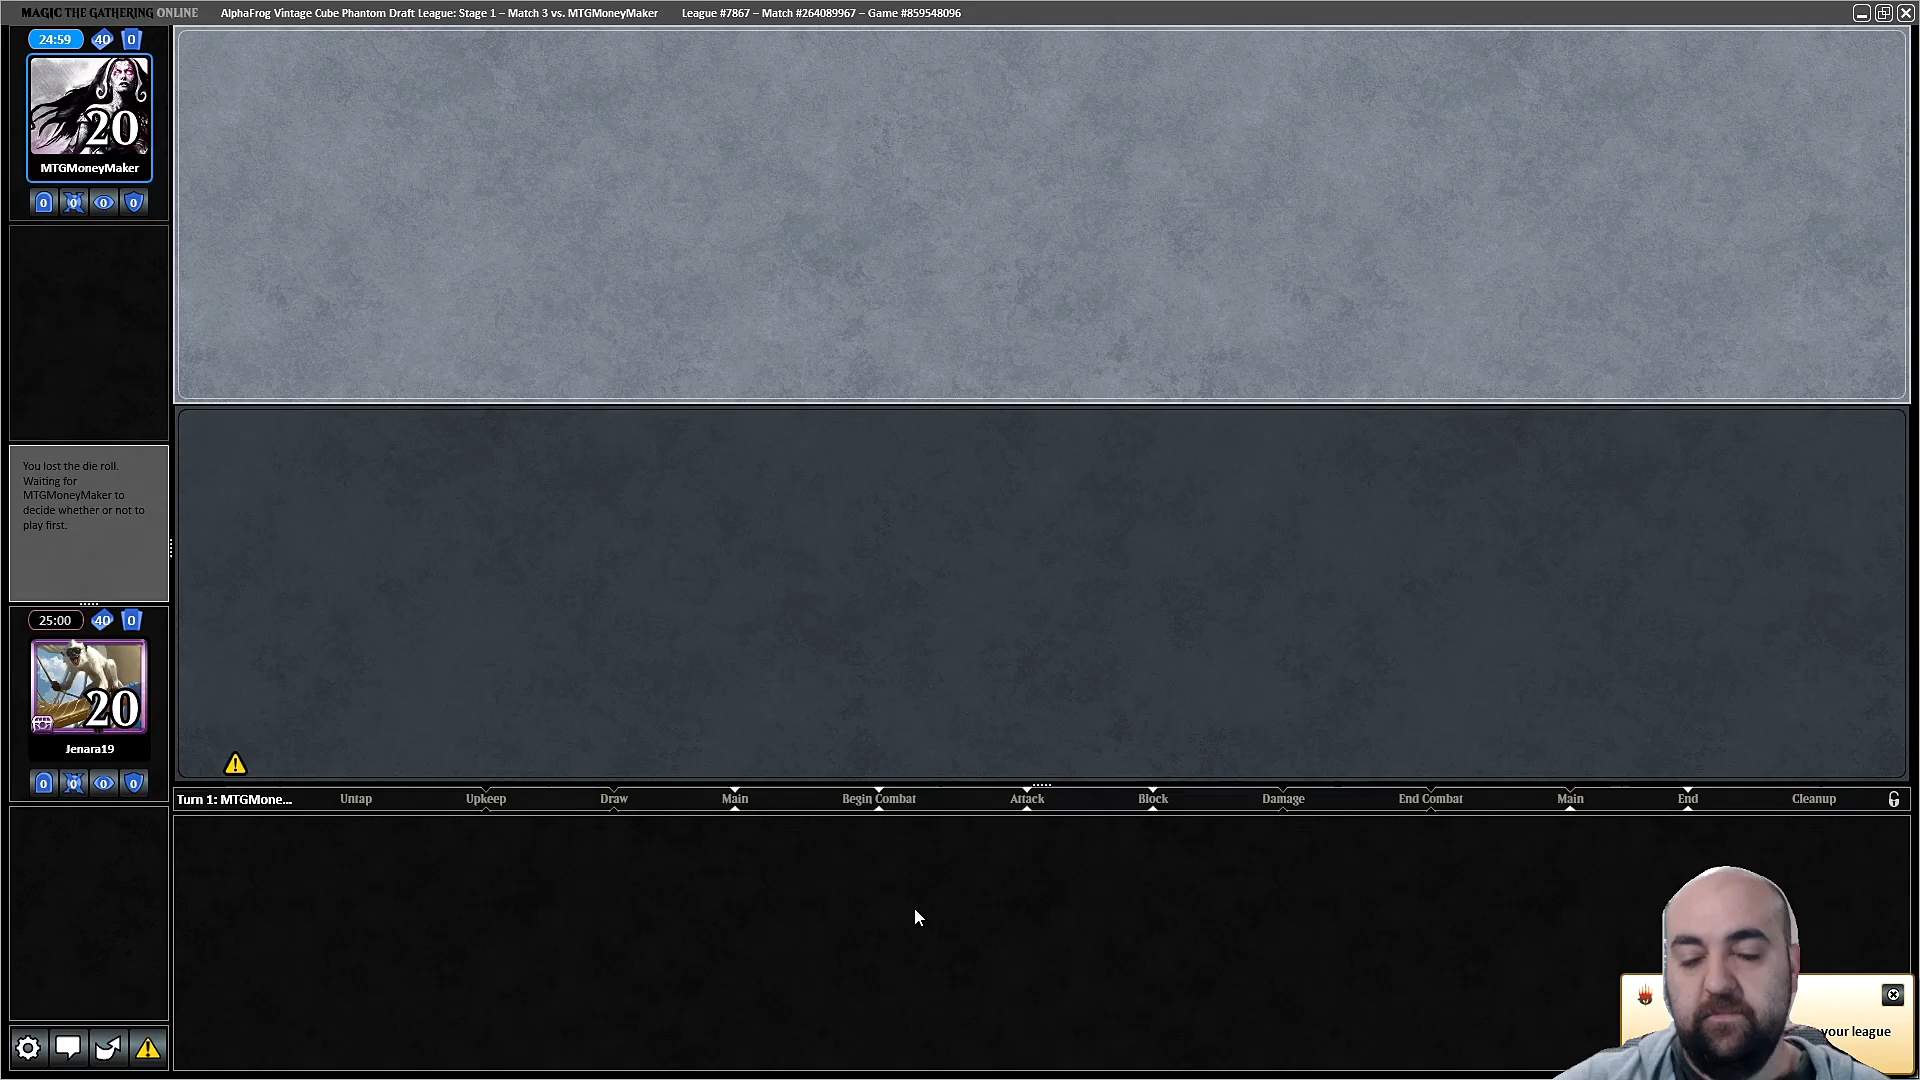 MAGIC THE GATHERING ONLINE AlphaFrog Vintage Cube Phantom Draft League: Stage 1 – Match 3 vs. MTGMoneyMaker League #7867 – Match #264089967 – Game #859548096
24:59 40 0
20
MTGMoneyMaker
0 0 0 0
You lost the die roll.
Waiting for
MTGMoneyMaker to
decide whether or not to
play first.
25:00 40 0
20
Jenara19
0 0 0 0
Turn 1: MTGMone... Untap Upkeep Draw Main Begin Combat Attack Block Damage End Combat Main End Cleanup
your league